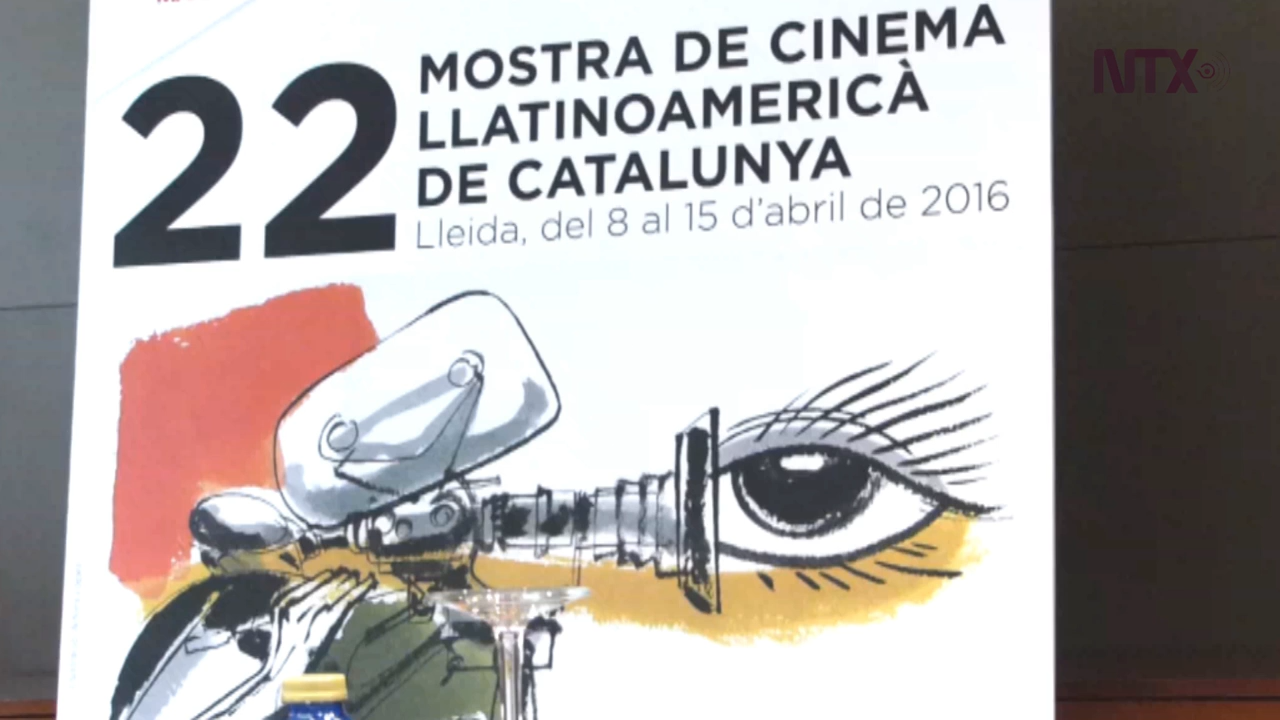 22
MOSTRA DE CINEMA
LLATINOAMERICÀ
DE CATALUNYA
Lleida, del 8 al 15 d'abril de 2016
NTX